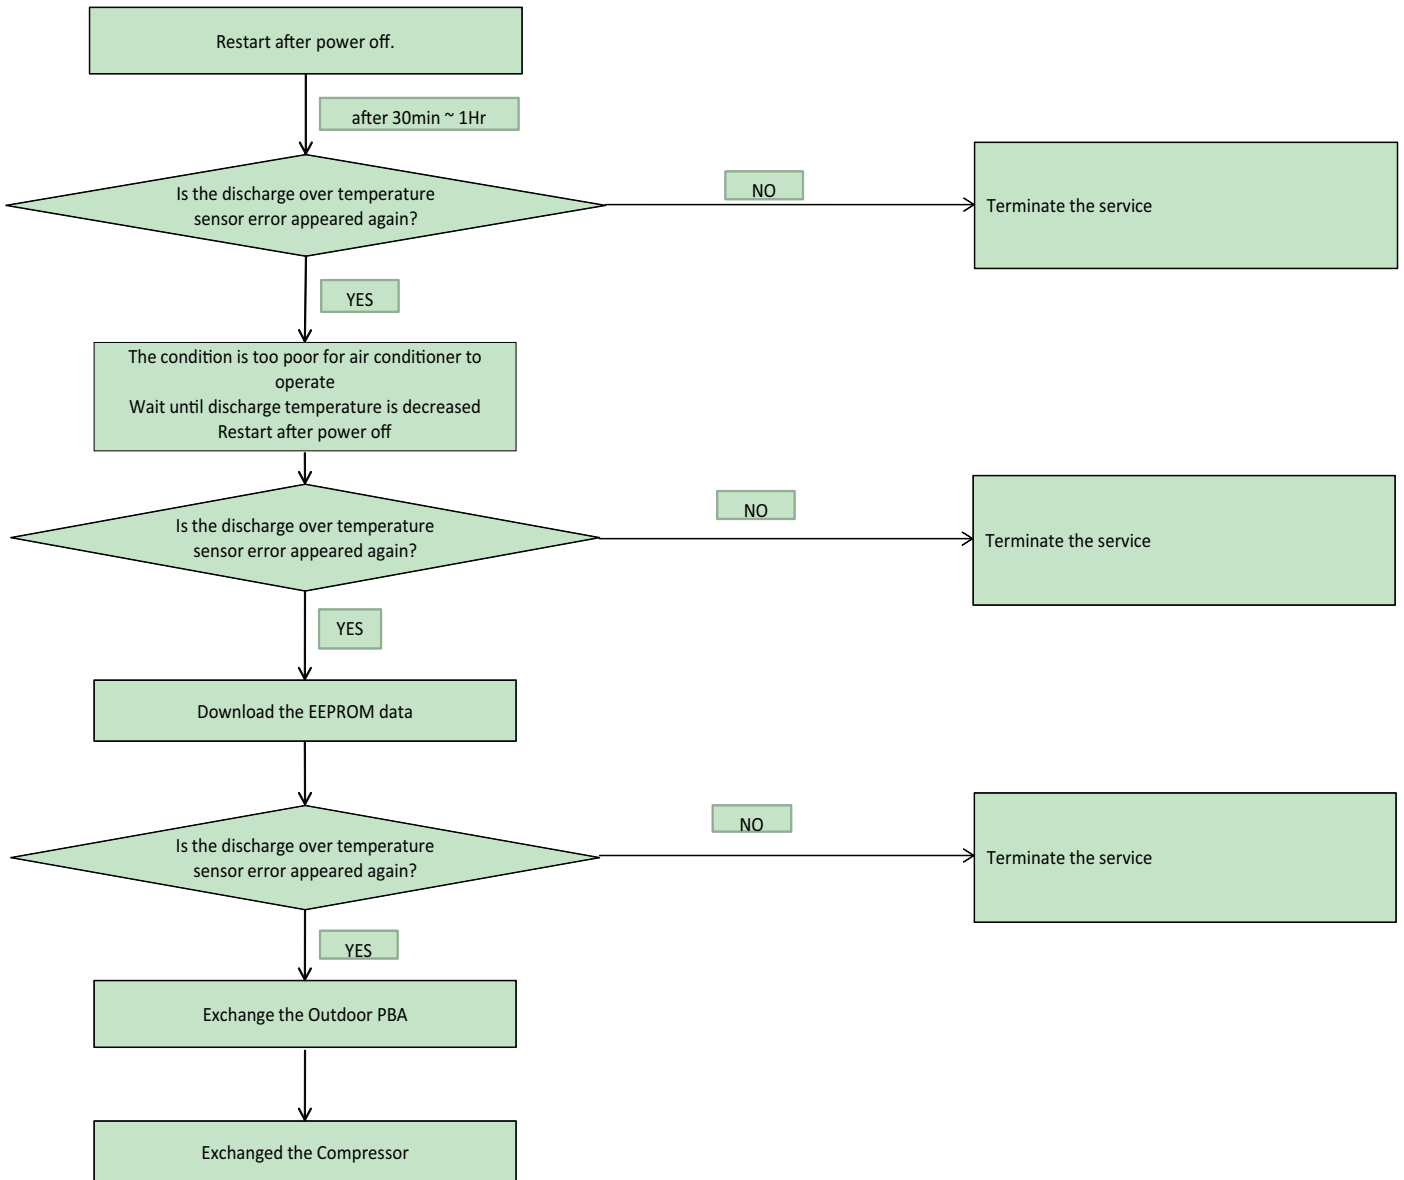 Restart after power off.
after 30min ~ 1Hr
Is the discharge over temperature
sensor error appeared again?
NO
Terminate the service
YES
The condition is too poor for air conditioner to
operate
Wait until discharge temperature is decreased
Restart after power off
Is the discharge over temperature
sensor error appeared again?
NO
Terminate the service
YES
Download the EEPROM data
Is the discharge over temperature
sensor error appeared again?
NO
Terminate the service
YES
Exchange the Outdoor PBA
Exchanged the Compressor